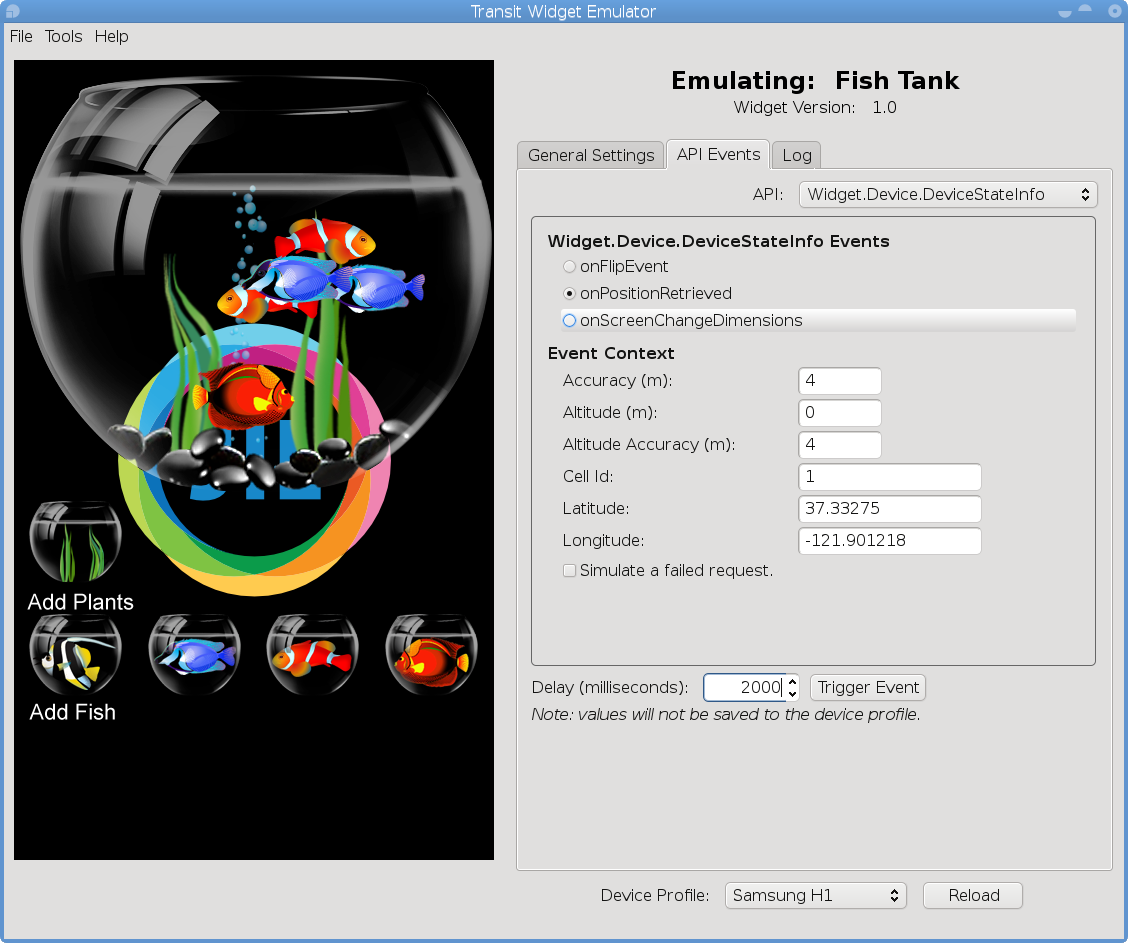 Transit Widget Emulator
File Tools Help
Emulating: Fish Tank
Widget Version: 1.0
General Settings API Events Log
API: Widget.Device.DeviceStateInfo
Widget.Device.DeviceStateInfo Events
onFlipEvent
onPositionRetrieved
onScreenChangeDimensions
Event Context
Accuracy (m): 4
Altitude (m): 0
Altitude Accuracy (m): 4
Cell Id: 1
Latitude: 37.33275
Longitude: -121.901218
Simulate a failed request.
Delay (milliseconds): 2000 Trigger Event
Note: values will not be saved to the device profile.
Add Plants
Add Fish
Device Profile: Samsung H1 Reload